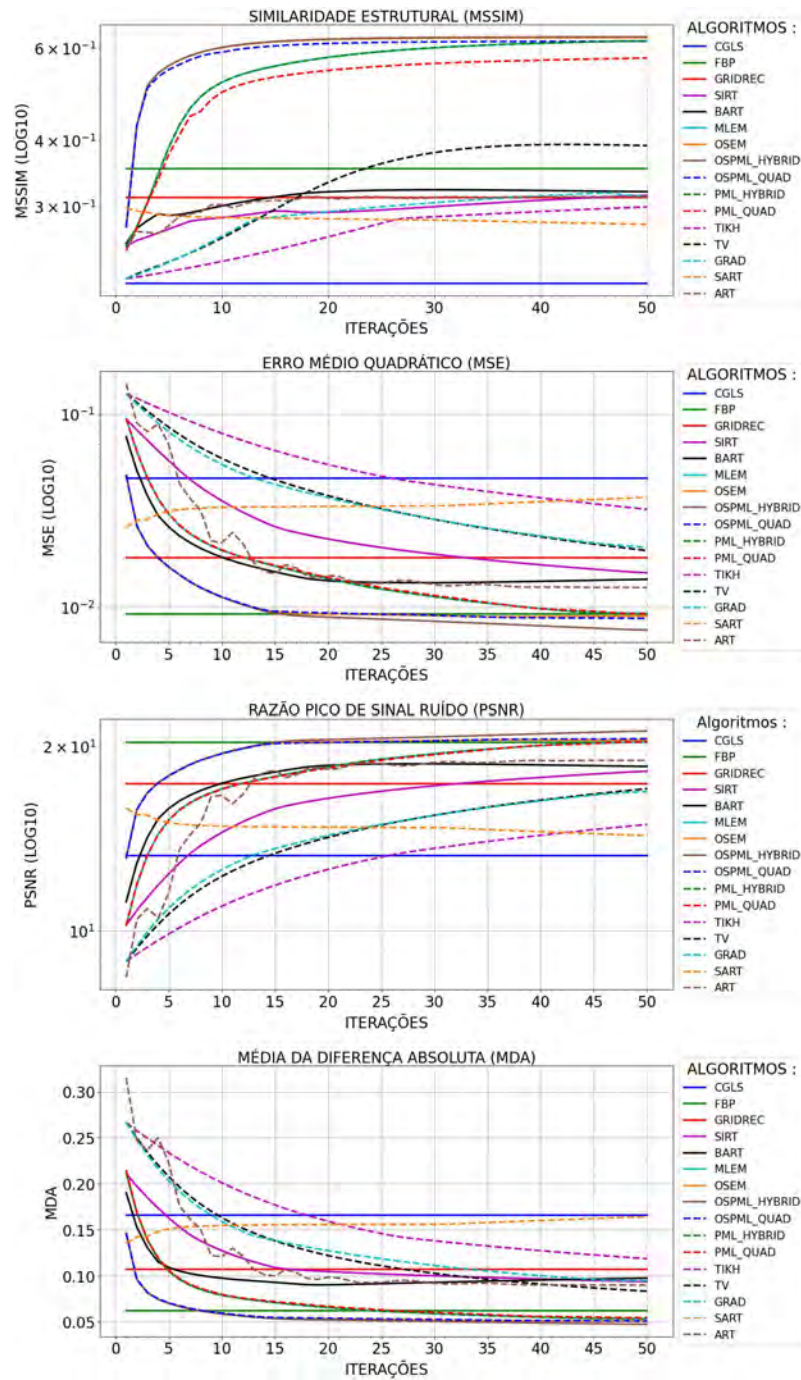 SIMILARIDADE ESTRUTURAL (MSSIM)
MSSIM (LOG10)
6 × 10⁻¹
4 × 10⁻¹
3 × 10⁻¹
0 5 10 15 20 25 30 35 40 45 50
ITERAÇÕES
ALGORITMOS :
CGLS
FBP
GRIDREC
SIRT
BART
MLEM
OSEM
OSPML_HYBRID
OSPML_QUAD
PML_HYBRID
PML_QUAD
TIKH
TV
GRAD
SART
ART
ERRO MÉDIO QUADRÁTICO (MSE)
MSE (LOG10)
10⁻¹
10⁻²
0 5 10 15 20 25 30 35 40 45 50
ITERAÇÕES
ALGORITMOS :
CGLS
FBP
GRIDREC
SIRT
BART
MLEM
OSEM
OSPML_HYBRID
OSPML_QUAD
PML_HYBRID
PML_QUAD
TIKH
TV
GRAD
SART
ART
RAZÃO PICO DE SINAL RUÍDO (PSNR)
PSNR (LOG10)
2 × 10¹
10¹
0 5 10 15 20 25 30 35 40 45 50
ITERAÇÕES
Algoritmos :
CGLS
FBP
GRIDREC
SIRT
BART
MLEM
OSEM
OSPML_HYBRID
OSPML_QUAD
PML_HYBRID
PML_QUAD
TIKH
TV
GRAD
SART
ART
MÉDIA DA DIFERENÇA ABSOLUTA (MDA)
MDA
0.30
0.25
0.20
0.15
0.10
0.05
0 5 10 15 20 25 30 35 40 45 50
ITERAÇÕES
ALGORITMOS :
CGLS
FBP
GRIDREC
SIRT
BART
MLEM
OSEM
OSPML_HYBRID
OSPML_QUAD
PML_HYBRID
PML_QUAD
TIKH
TV
GRAD
SART
ART